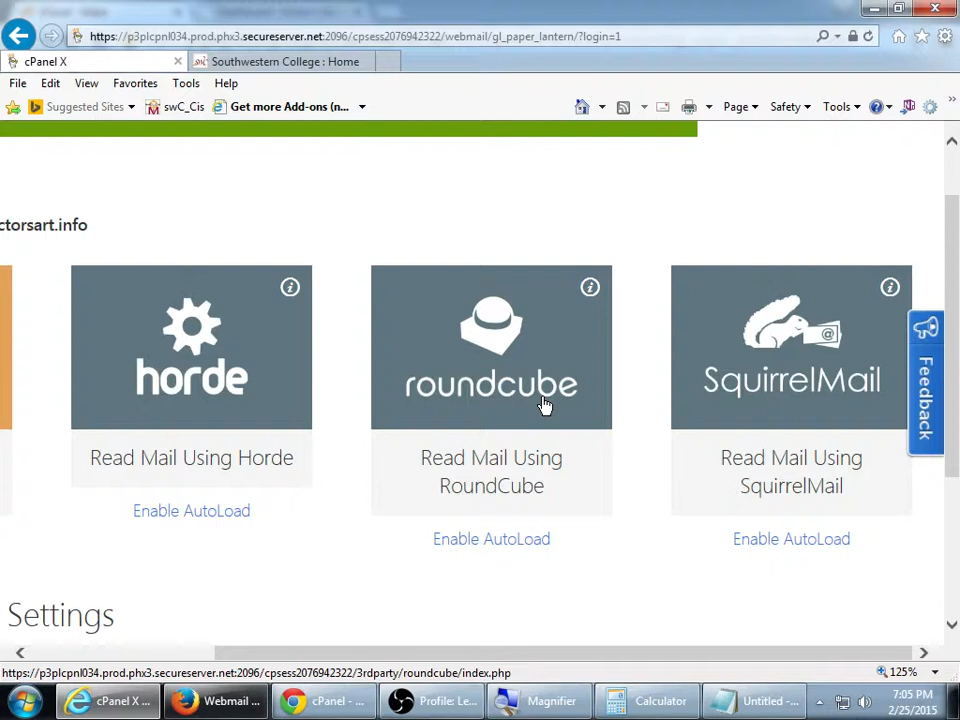 https://p3plcpnl034.prod.phx3.secureserver.net:2096/cpsess2076942322/webmail/gl_paper_lantern/?login=1
cPanel X
Southwestern College : Home
File Edit View Favorites Tools Help
Suggested Sites swC_Cis Get more Add-ons (n... Page Safety Tools
ctorsart.info
horde
roundcube
SquirrelMail
@
Feedback
Read Mail Using Horde
Enable AutoLoad
Read Mail Using
RoundCube
Enable AutoLoad
Read Mail Using
SquirrelMail
Enable AutoLoad
Settings
https://p3plcpnl034.prod.phx3.secureserver.net:2096/cpsess2076942322/3rdparty/roundcube/index.php
125%
cPanel X ... Webmail ... cPanel - ... Profile: Le... Magnifier Calculator Untitled -...
7:05 PM
2/25/2015